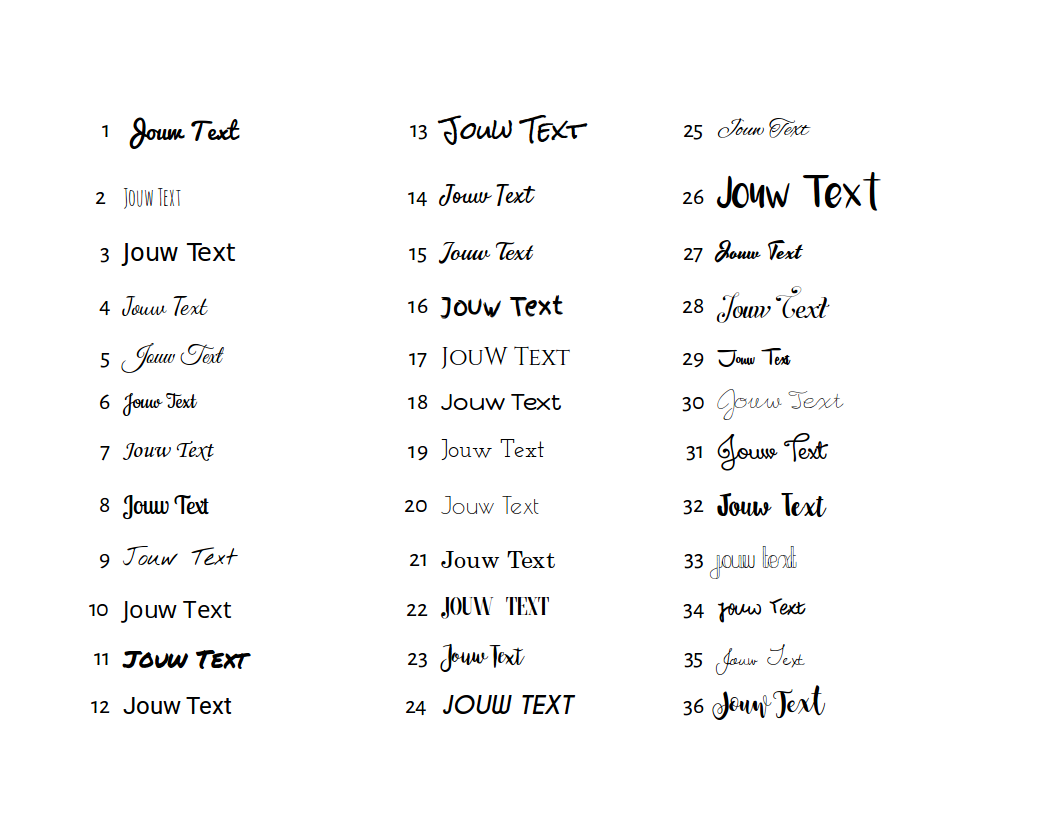 1 Jouw Text
2 Jouw Text
3 Jouw Text
4 Jouw Text
5 Jouw Text
6 Jouw Text
7 Jouw Text
8 Jouw Text
9 Jouw Text
10 Jouw Text
11 Jouw Text
12 Jouw Text
13 Jouw Text
14 Jouw Text
15 Jouw Text
16 Jouw Text
17 JouW Text
18 Jouw Text
19 Jouw Text
20 Jouw Text
21 Jouw Text
22 JOUW TEXT
23 Jouw Text
24 JOUW TEXT
25 Jouw Text
26 Jouw Text
27 Jouw Text
28 Jouw Text
29 Jouw Text
30 Jouw Text
31 Jouw Text
32 Jouw Text
33 jouw text
34 Jouw Text
35 Jouw Text
36 Jouw Text